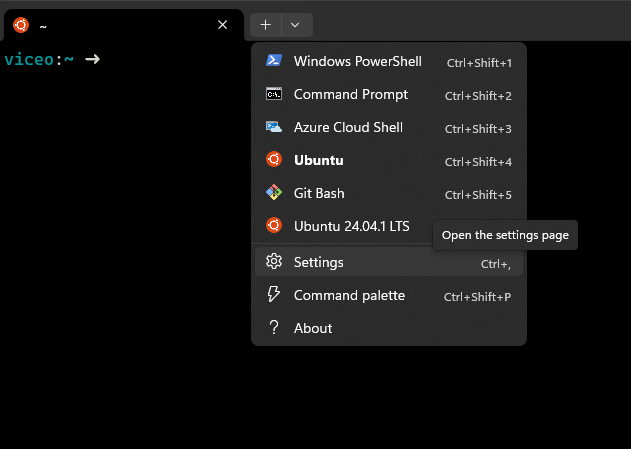 ~
viceo:~ ➜
Windows PowerShell Ctrl+Shift+1
Command Prompt Ctrl+Shift+2
Azure Cloud Shell Ctrl+Shift+3
Ubuntu Ctrl+Shift+4
Git Bash Ctrl+Shift+5
Ubuntu 24.04.1 LTS
Open the settings page
Settings Ctrl+,
Command palette Ctrl+Shift+P
About